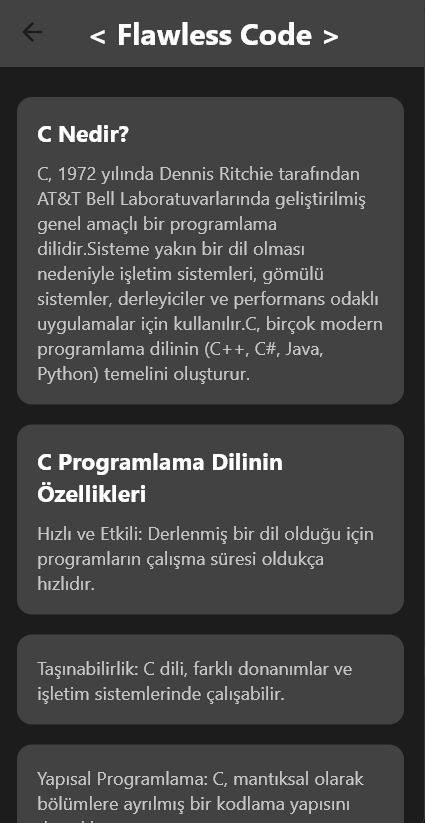 < Flawless Code >
C Nedir?
C, 1972 yılında Dennis Ritchie tarafından
AT&T Bell Laboratuvarlarında geliştirilmiş
genel amaçlı bir programlama
dilidir.Sisteme yakın bir dil olması
nedeniyle işletim sistemleri, gömülü
sistemler, derleyiciler ve performans odaklı
uygulamalar için kullanılır.C, birçok modern
programlama dilinin (C++, C#, Java,
Python) temelini oluşturur.
C Programlama Dilinin
Özellikleri
Hızlı ve Etkili: Derlenmiş bir dil olduğu için
programların çalışma süresi oldukça
hızlıdır.
Taşınabilirlik: C dili, farklı donanımlar ve
işletim sistemlerinde çalışabilir.
Yapısal Programlama: C, mantıksal olarak
bölümlere ayrılmış bir kodlama yapısını